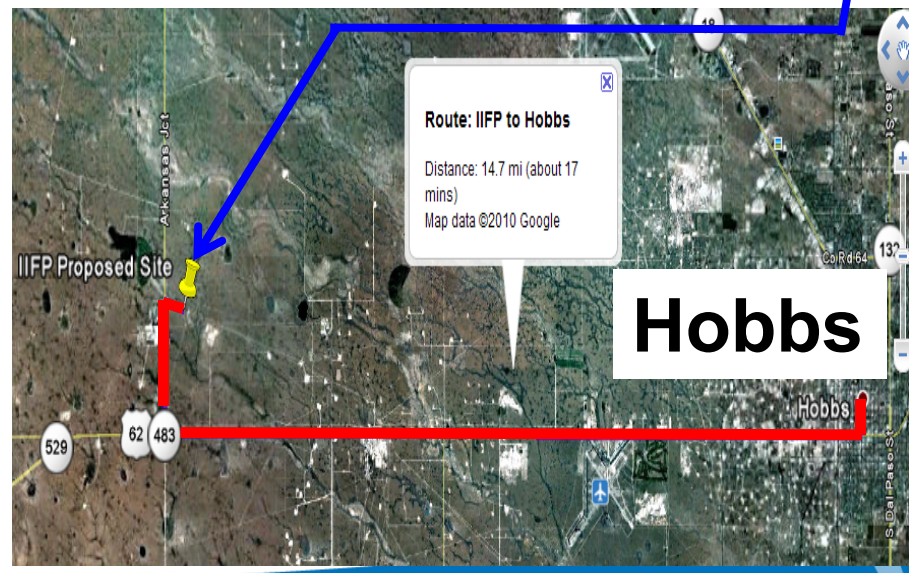 18
Arkansas Jct
Route: IIFP to Hobbs
Distance: 14.7 mi (about 17
mins)
Map data ©2010 Google
IIFP Proposed Site
Co Rd 64
132
Hobbs
Hobbs
529
62
483
S Dal Paso St